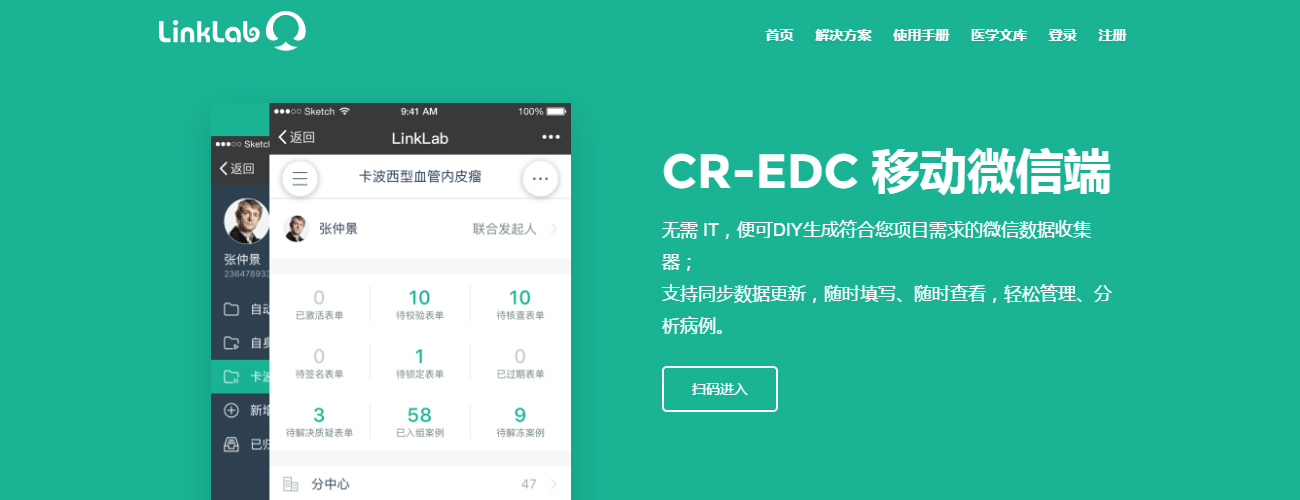 LinkLab
首页 解决方案 使用手册 医学文库 登录 注册
Sketch 9:41 AM 100%
返回 LinkLab
卡波西型血管内皮瘤
张仲景 联合发起人
0 10 10
已激活表单 待校验表单 待核查表单
0 1 0
待签名表单 待锁定表单 已过期表单
3 58 9
待解决质疑表单 已入组案例 待解冻案例
分中心 47
Sketch
返回
张仲景
236478933
自动
自身
卡波
新增
已归
CR-EDC 移动微信端
无需 IT，便可DIY生成符合您项目需求的微信数据收集
器；
支持同步数据更新，随时填写、随时查看，轻松管理、分
析病例。
扫码进入